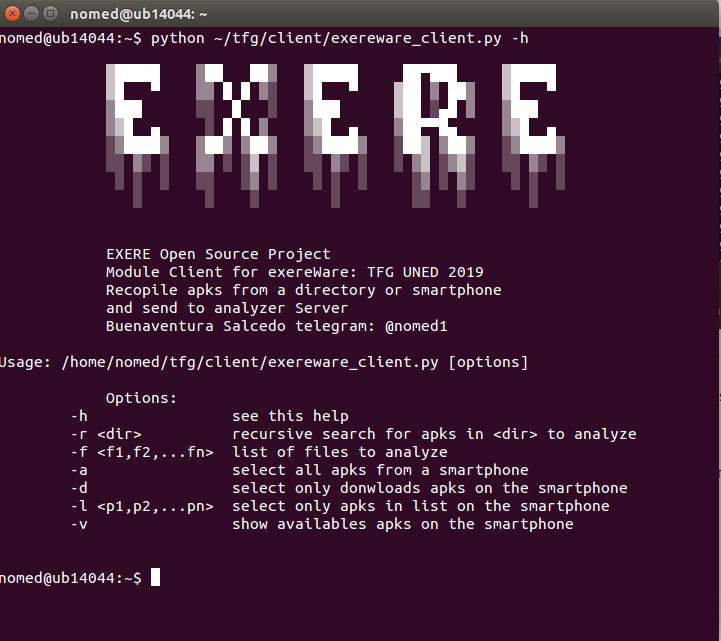 nomed@ub14044: ~
nomed@ub14044:~$ python ~/tfg/client/exereware_client.py -h
EXERE
EXERE Open Source Project
Module Client for exereWare: TFG UNED 2019
Recopile apks from a directory or smartphone
and send to analyzer Server
Buenaventura Salcedo telegram: @nomed1
Usage: /home/nomed/tfg/client/exereware_client.py [options]
Options:
-h see this help
-r <dir> recursive search for apks in <dir> to analyze
-f <f1,f2,...fn> list of files to analyze
-a select all apks from a smartphone
-d select only donwloads apks on the smartphone
-l <p1,p2,...pn> select only apks in list on the smartphone
-v show availables apks on the smartphone
nomed@ub14044:~$